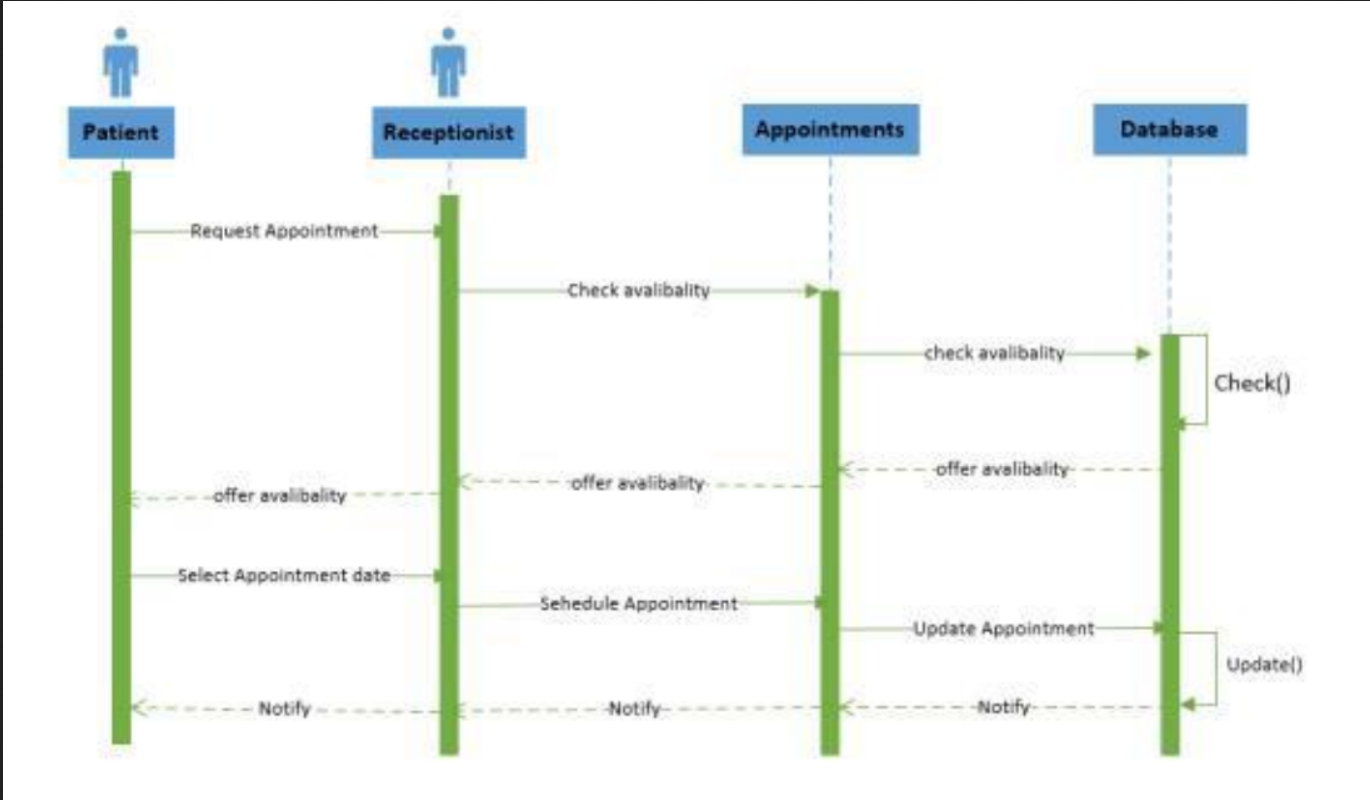 Patient
Receptionist
Appointments
Database
Request Appointment
Check avalibality
check avalibality
Check()
offer avalibality
offer avalibality
offer avalibality
Select Appointment date
Sehedule Appointment
Update Appointment
Update()
Notify
Notify
Notify